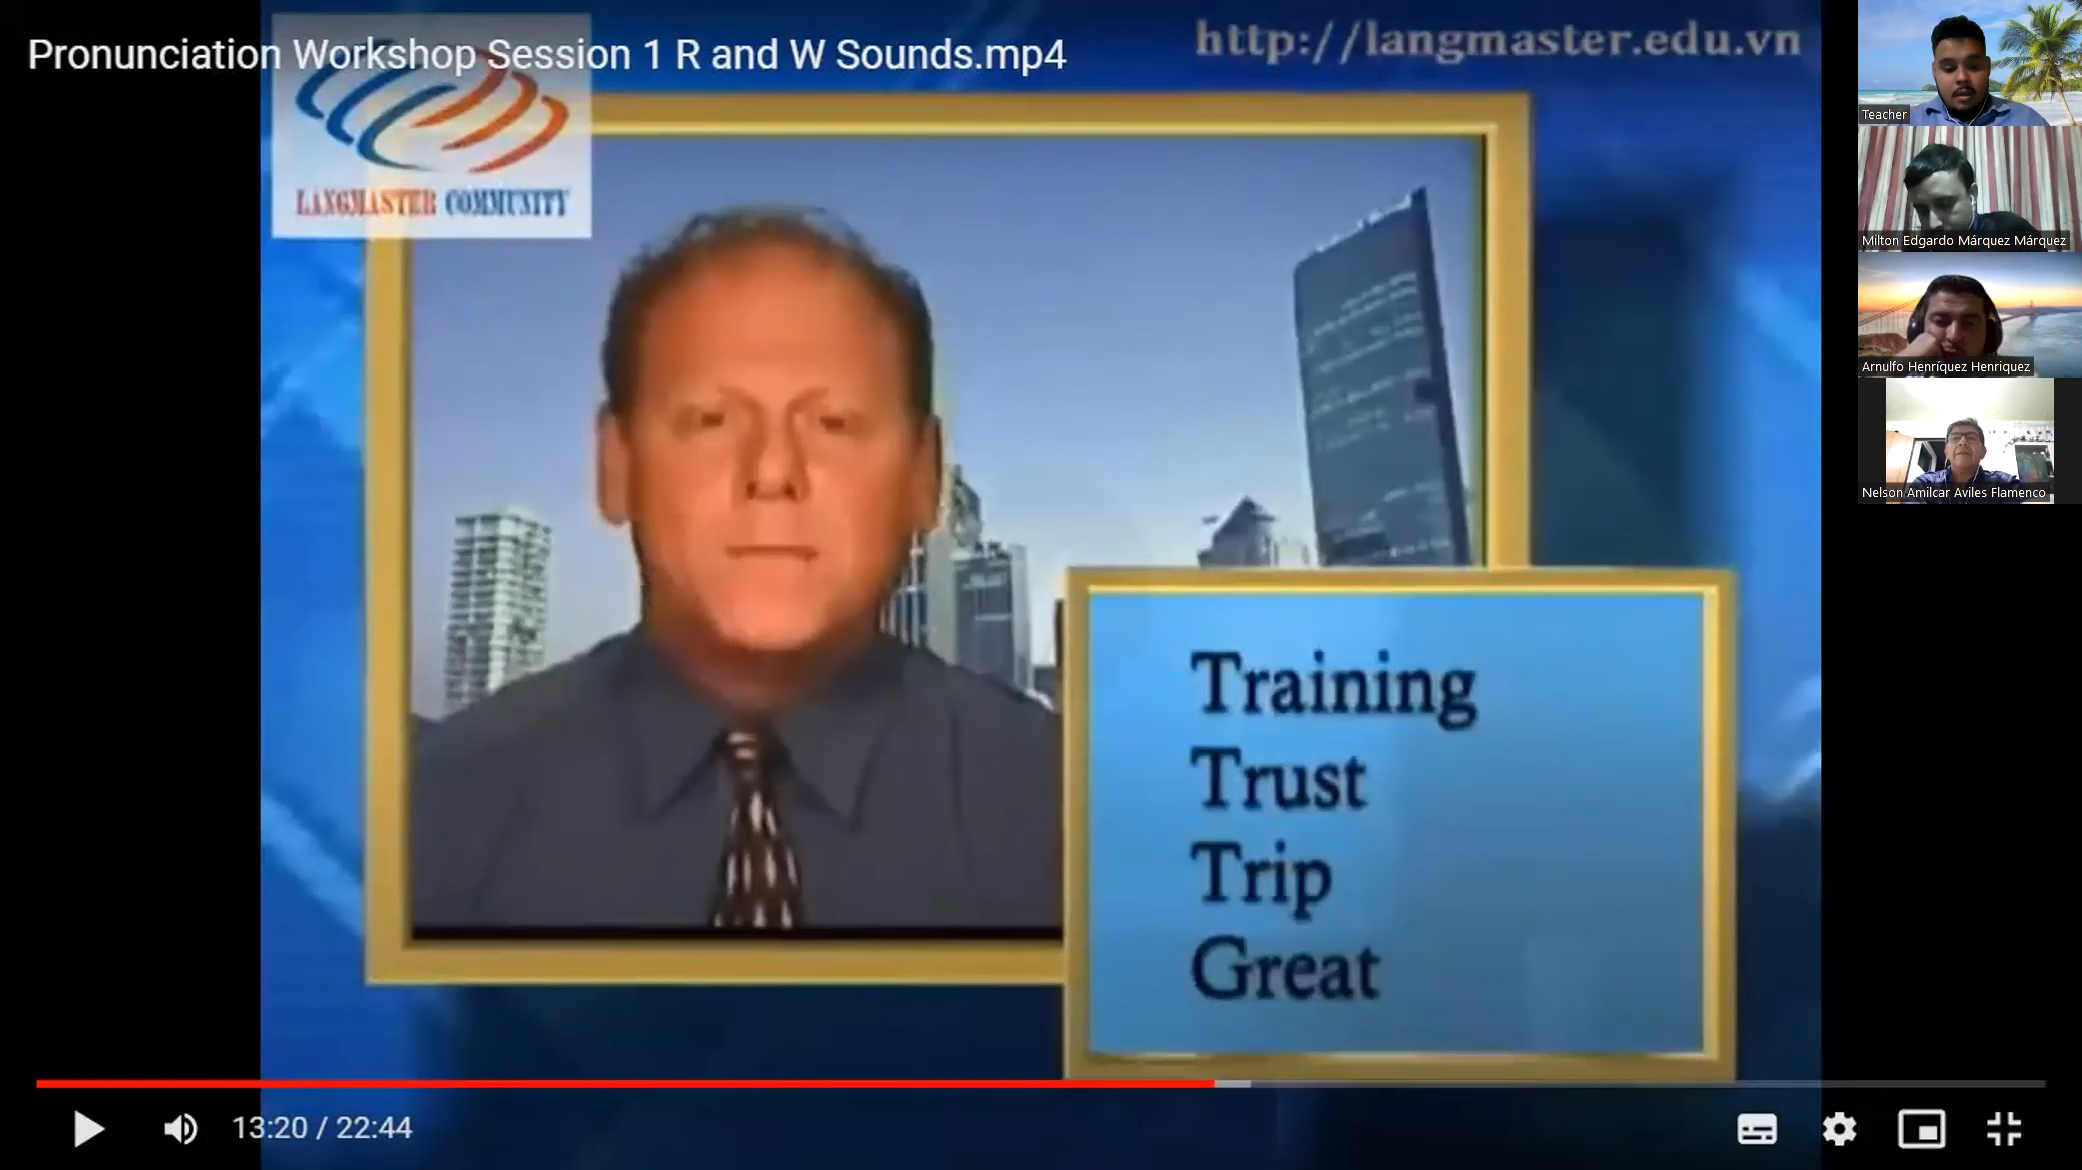 Pronunciation Workshop Session 1 R and W Sounds.mp4
http://langmaster.edu.vn
LANGMASTER COMMUNITY
Training
Trust
Trip
Great
13:20 / 22:44
Teacher
Milton Edgardo Márquez Márquez
Arnulfo Henríquez Henriquez
Nelson Amilcar Aviles Flamenco